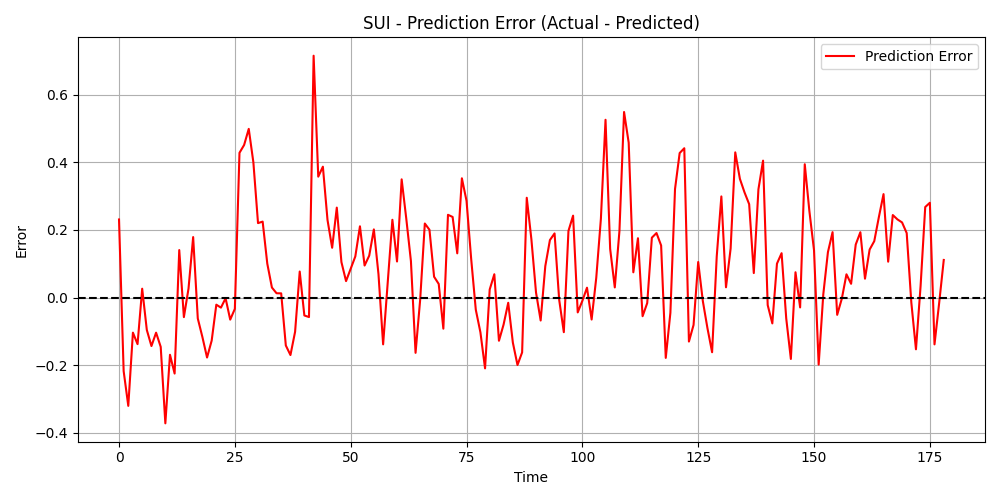 SUI - Prediction Error (Actual - Predicted)
Prediction Error
Error
0.6
0.4
0.2
0.0
−0.2
−0.4
0 25 50 75 100 125 150 175
Time